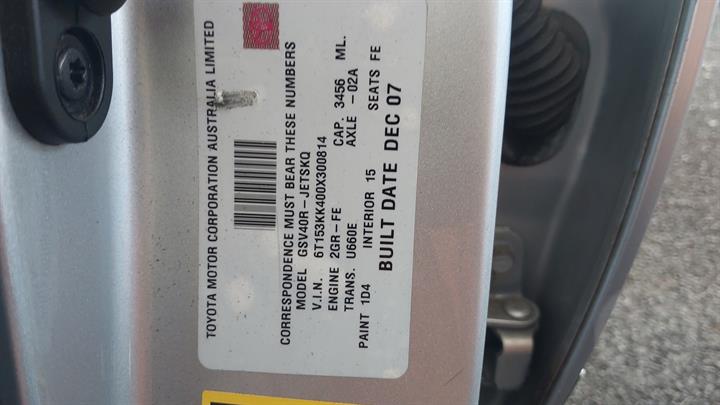 TOYOTA MOTOR CORPORATION AUSTRALIA LIMITED
CORRESPONDENCE MUST BEAR THESE NUMBERS
MODEL GSV40R-JETSKQ
V.I.N. 6T153KK400X300814
ENGINE 2GR-FE CAP. 3456 ML.
TRANS. U660E AXLE -02A
PAINT 1D4 INTERIOR 15 SEATS FE
BUILT DATE DEC 07